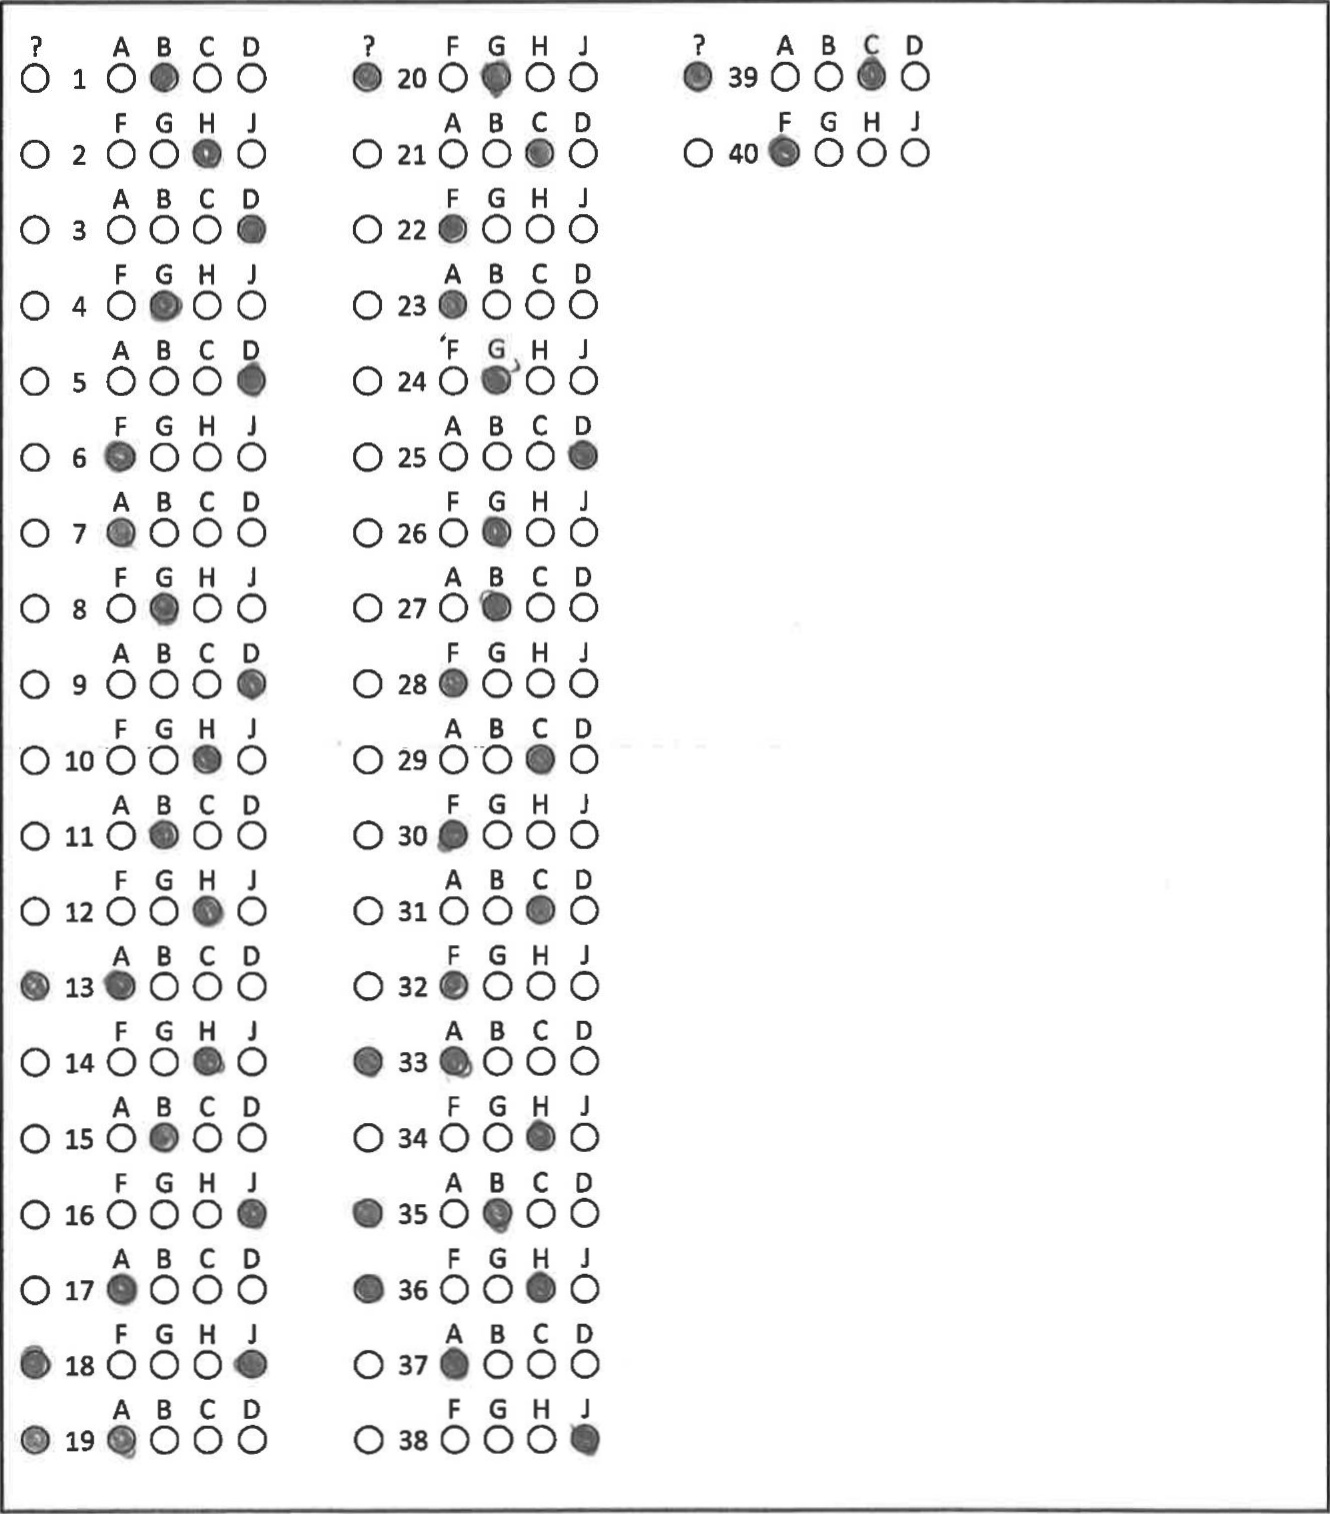 ? A B C D
1
F G H J
2
A B C D
3
F G H J
4
A B C D
5
F G H J
6
A B C D
7
F G H J
8
A B C D
9
F G H J
10
A B C D
11
F G H J
12
A B C D
13
F G H J
14
A B C D
15
F G H J
16
A B C D
17
F G H J
18
A B C D
19
? F G H J
20
A B C D
21
F G H J
22
A B C D
23
F G H J
24
A B C D
25
F G H J
26
A B C D
27
F G H J
28
A B C D
29
F G H J
30
A B C D
31
F G H J
32
A B C D
33
F G H J
34
A B C D
35
F G H J
36
A B C D
37
F G H J
38
? A B C D
39
F G H J
40